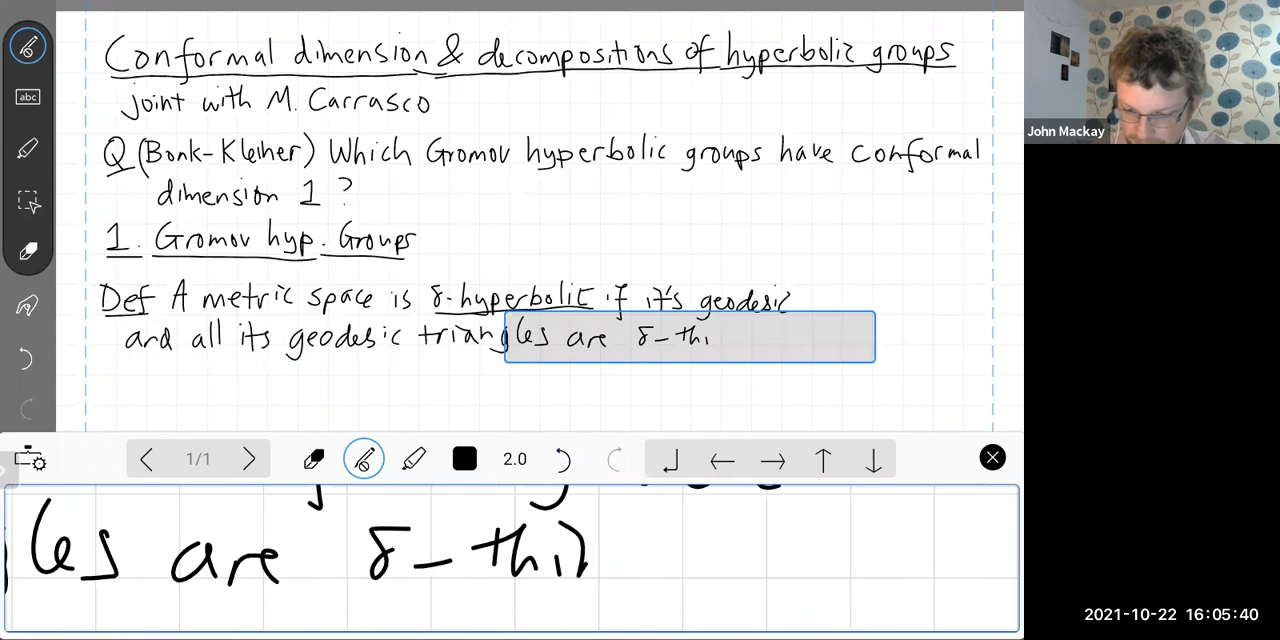 Conformal dimension & decompositions of hyperbolic groups
joint with M. Carrasco
Q (Bonk-Kleiner) Which Gromov hyperbolic groups have conformal
dimension 1 ?
1. Gromov hyp. Groups
Def A metric space is δ-hyperbolic if it's geodesic
and all its geodesic triangles are δ-thi
abc
1/1
2.0
les are δ-thin
John Mackay
2021-10-22 16:05:40